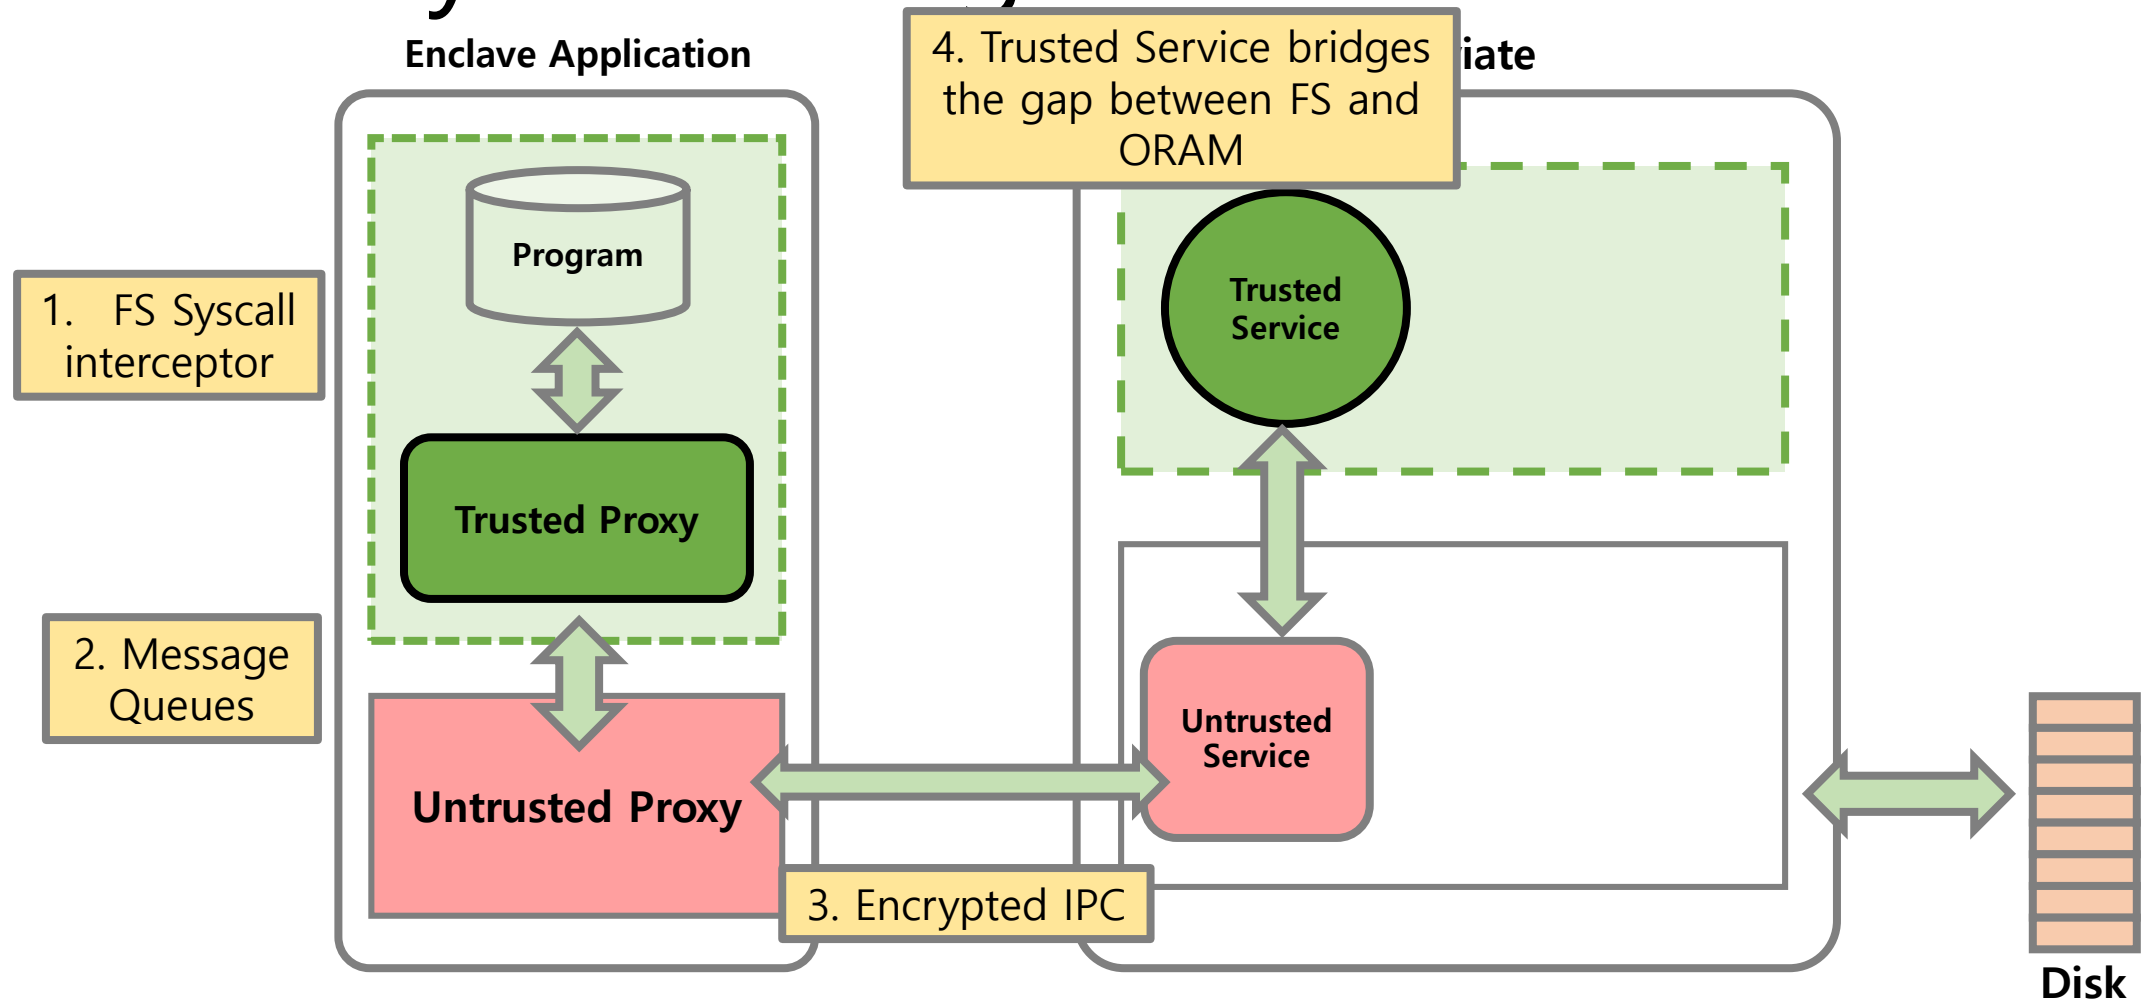 Enclave Application
4. Trusted Service bridges
the gap between FS and
ORAM
iate
Program
1. FS Syscall
interceptor
Trusted
Service
Trusted Proxy
2. Message
Queues
Untrusted
Service
Untrusted Proxy
3. Encrypted IPC
Disk